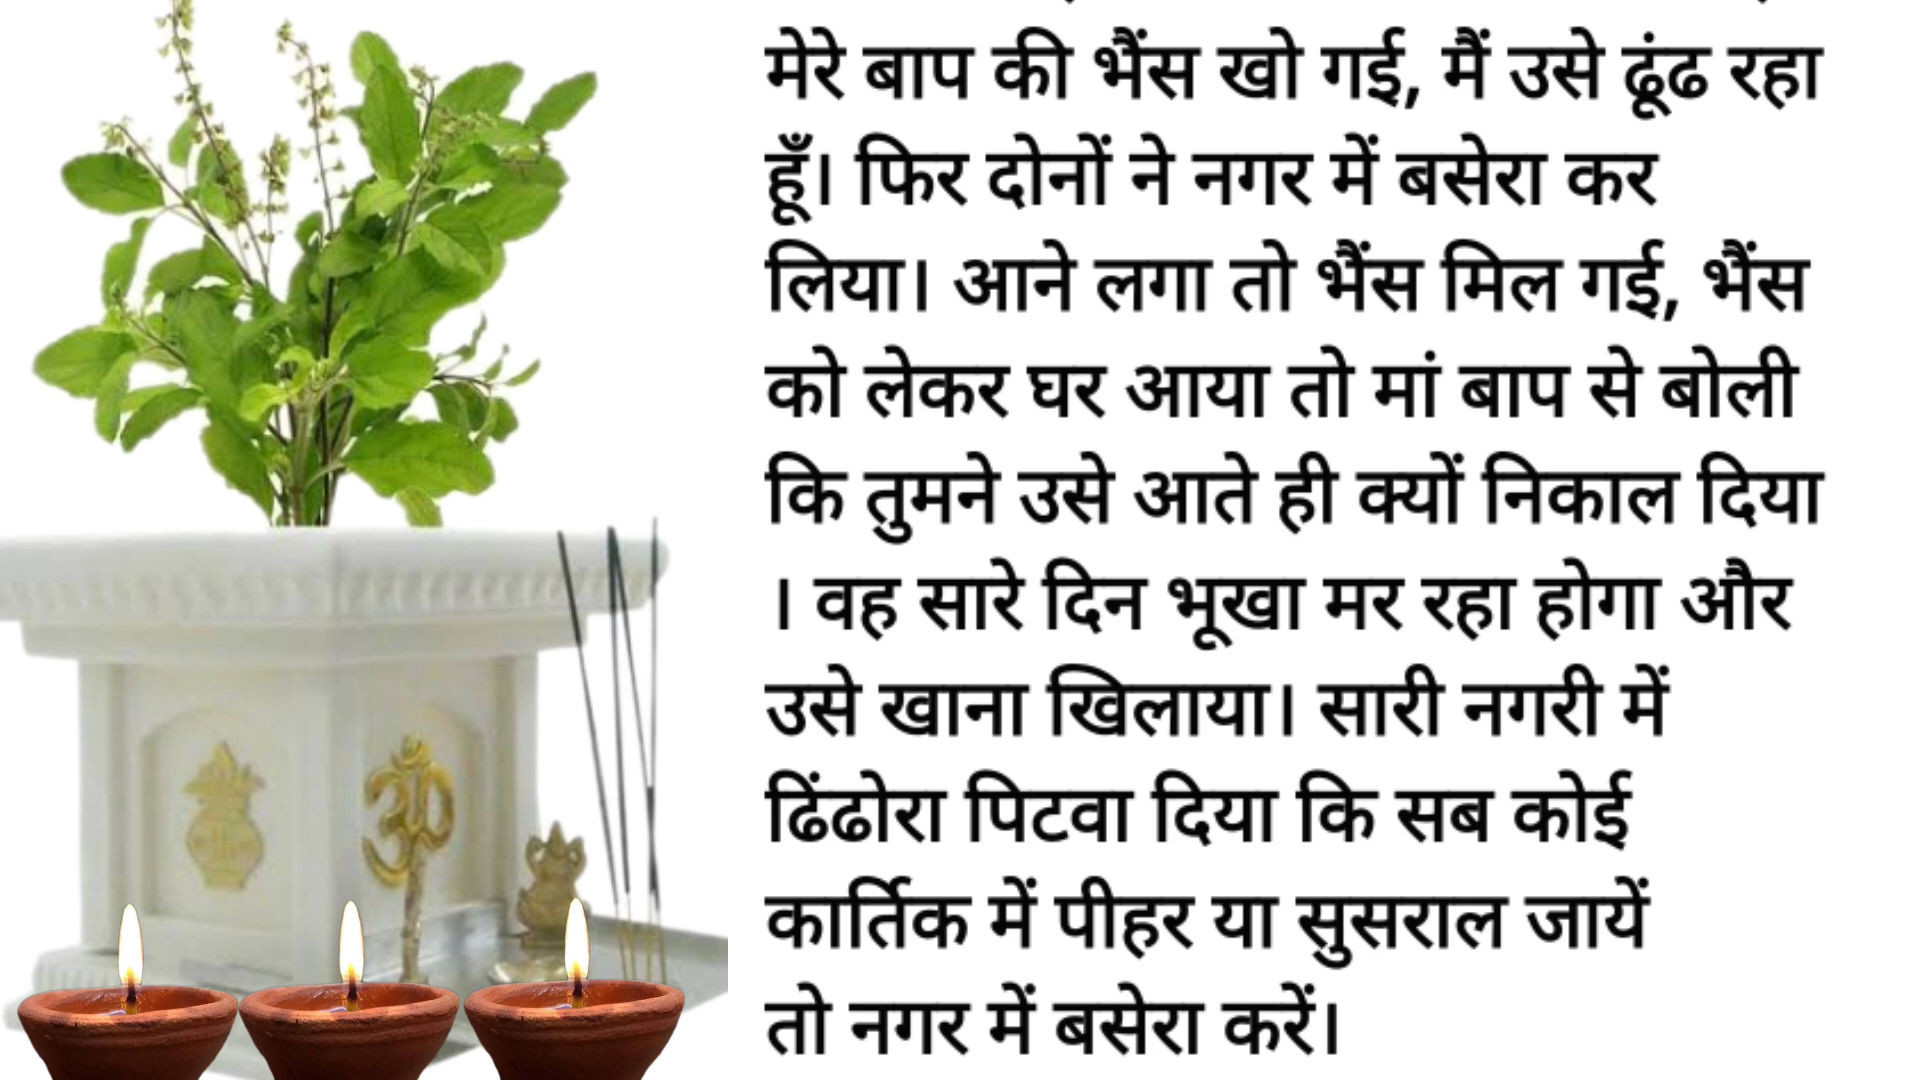 मेरे बाप की भैंस खो गई, मैं उसे ढूंढ रहा
हूँ। फिर दोनों ने नगर में बसेरा कर
लिया। आने लगा तो भैंस मिल गई, भैंस
को लेकर घर आया तो मां बाप से बोली
कि तुमने उसे आते ही क्यों निकाल दिया
। वह सारे दिन भूखा मर रहा होगा और
उसे खाना खिलाया। सारी नगरी में
ढिंढोरा पिटवा दिया कि सब कोई
कार्तिक में पीहर या सुसराल जायें
तो नगर में बसेरा करें।
ॐ